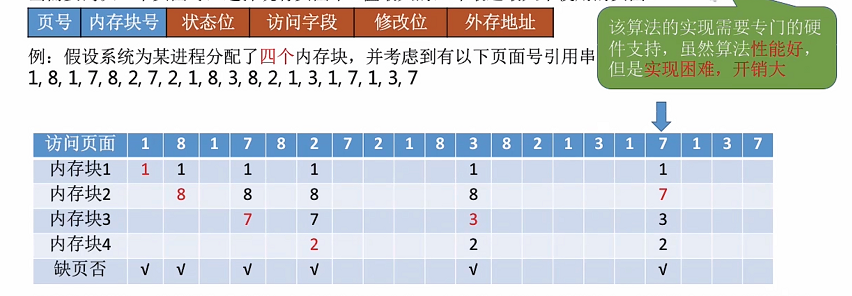 页号 内存块号 状态位 访问字段 修改位 外存地址
该算法的实现需要专门的硬
件支持，虽然算法性能好，
但是实现困难，开销大
例：假设系统为某进程分配了四个内存块，并考虑到有以下页面号引用串
1, 8, 1, 7, 8, 2, 7, 2, 1, 8, 3, 8, 2, 1, 3, 1, 7, 1, 3, 7
访问页面 1 8 1 7 8 2 7 2 1 8 3 8 2 1 3 1 7 1 3 7
内存块1 1 1 1 1 1 1
内存块2 8 8 8 8 7
内存块3 7 7 3 3
内存块4 2 2 2
缺页否 √ √ √ √ √ √